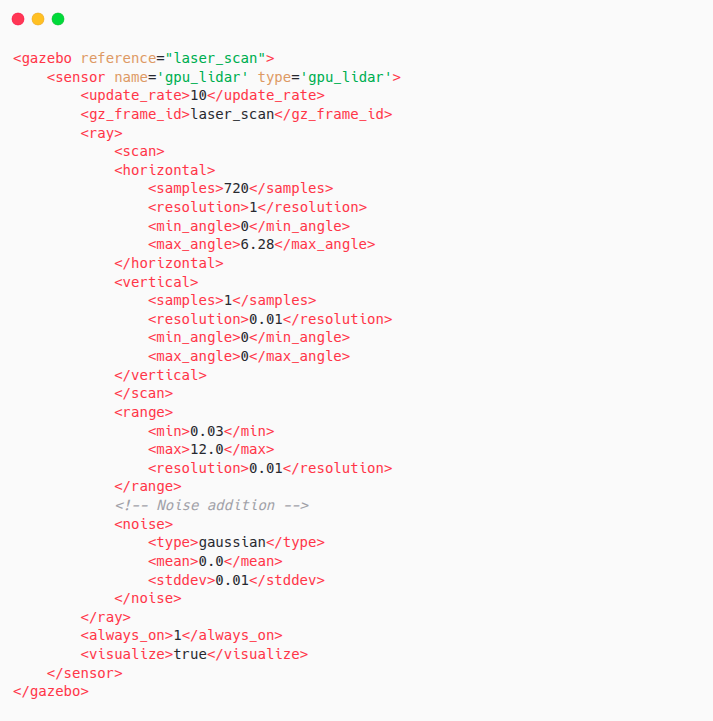 <gazebo reference="laser_scan">
    <sensor name='gpu_lidar' type='gpu_lidar'>
        <update_rate>10</update_rate>
        <gz_frame_id>laser_scan</gz_frame_id>
        <ray>
            <scan>
            <horizontal>
                <samples>720</samples>
                <resolution>1</resolution>
                <min_angle>0</min_angle>
                <max_angle>6.28</max_angle>
            </horizontal>
            <vertical>
                <samples>1</samples>
                <resolution>0.01</resolution>
                <min_angle>0</min_angle>
                <max_angle>0</max_angle>
            </vertical>
            </scan>
            <range>
                <min>0.03</min>
                <max>12.0</max>
                <resolution>0.01</resolution>
            </range>
            <!-- Noise addition -->
            <noise>
                <type>gaussian</type>
                <mean>0.0</mean>
                <stddev>0.01</stddev>
            </noise>
        </ray>
        <always_on>1</always_on>
        <visualize>true</visualize>
    </sensor>
</gazebo>